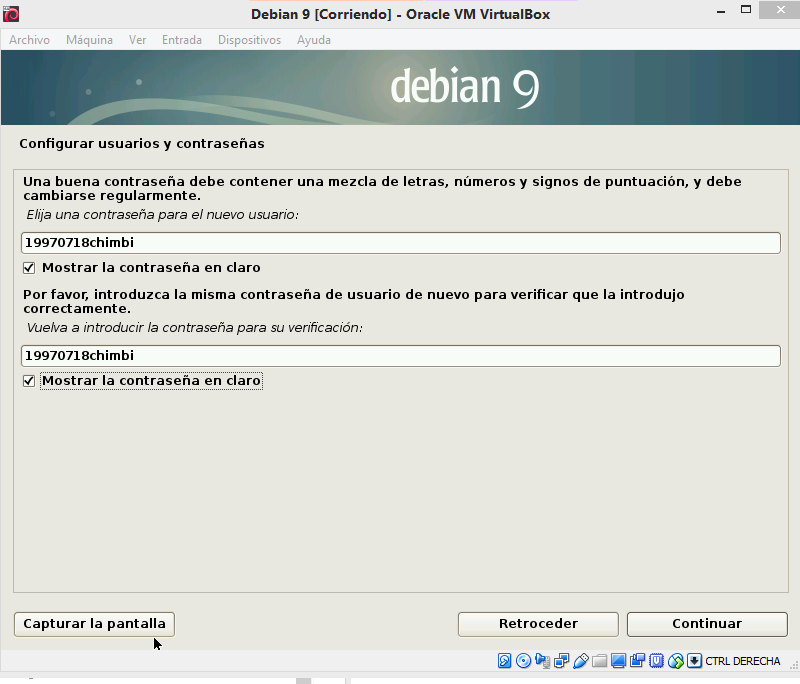 Debian 9 [Corriendo] - Oracle VM VirtualBox
Archivo Máquina Ver Entrada Dispositivos Ayuda
debian 9
Configurar usuarios y contraseñas
Una buena contraseña debe contener una mezcla de letras, números y signos de puntuación, y debe
cambiarse regularmente.
Elija una contraseña para el nuevo usuario:
19970718chimbi
Mostrar la contraseña en claro
Por favor, introduzca la misma contraseña de usuario de nuevo para verificar que la introdujo
correctamente.
Vuelva a introducir la contraseña para su verificación:
19970718chimbi
Mostrar la contraseña en claro
Capturar la pantalla Retroceder Continuar
CTRL DERECHA